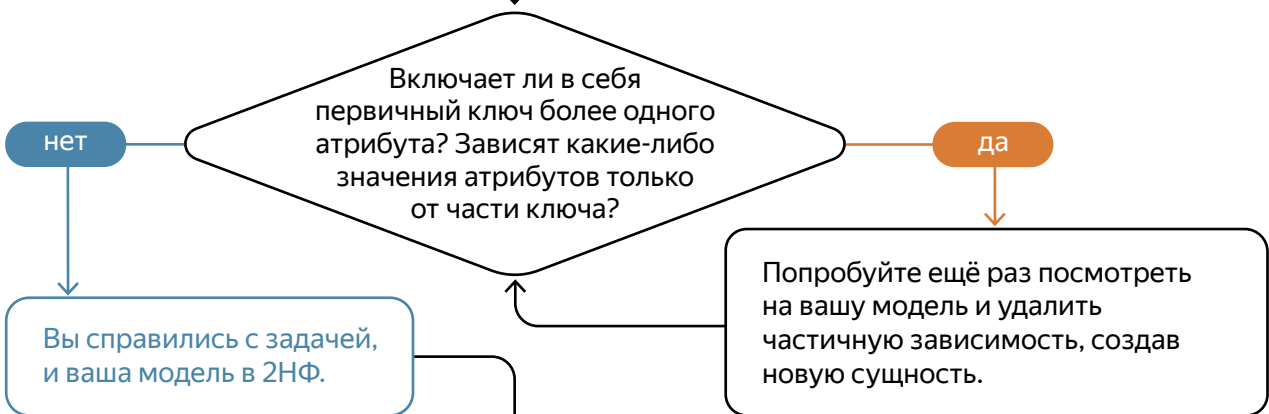 Включает ли в себя
первичный ключ более одного
атрибута? Зависят какие-либо
значения атрибутов только
от части ключа?
нет
да
Вы справились с задачей,
и ваша модель в 2НФ.
Попробуйте ещё раз посмотреть
на вашу модель и удалить
частичную зависимость, создав
новую сущность.